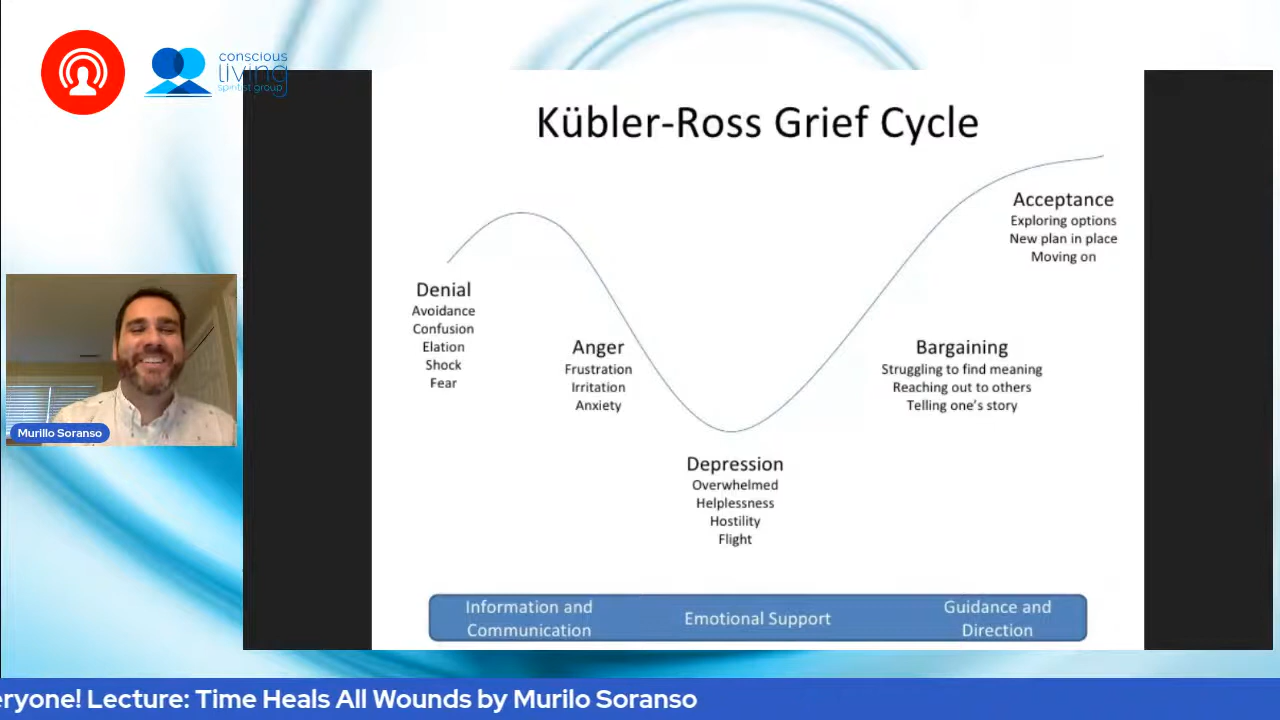 conscious
living
spiritist group
Kübler-Ross Grief Cycle
Denial
Avoidance
Confusion
Elation
Shock
Fear
Anger
Frustration
Irritation
Anxiety
Depression
Overwhelmed
Helplessness
Hostility
Flight
Bargaining
Struggling to find meaning
Reaching out to others
Telling one's story
Acceptance
Exploring options
New plan in place
Moving on
Information and
Communication
Emotional Support
Guidance and
Direction
Murillo Soranso
eryone! Lecture: Time Heals All Wounds by Murilo Soranso